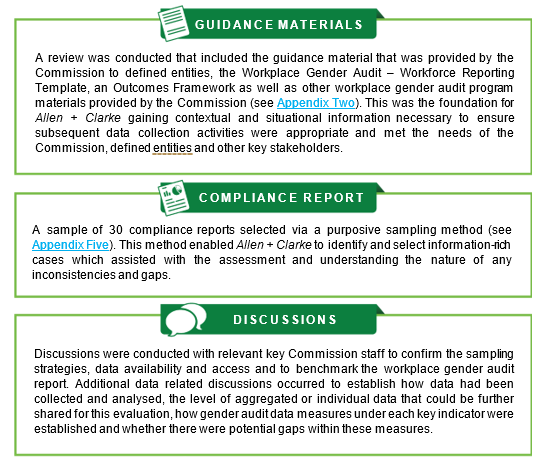 GUIDANCE MATERIALS
A review was conducted that included the guidance material that was provided by the
Commission to defined entities, the Workplace Gender Audit – Workforce Reporting
Template, an Outcomes Framework as well as other workplace gender audit program
materials provided by the Commission (see Appendix Two). This was the foundation for
Allen + Clarke gaining contextual and situational information necessary to ensure
subsequent data collection activities were appropriate and met the needs of the
Commission, defined entities and other key stakeholders.
COMPLIANCE REPORT
A sample of 30 compliance reports selected via a purposive sampling method (see
Appendix Five). This method enabled Allen + Clarke to identify and select information-rich
cases which assisted with the assessment and understanding the nature of any
inconsistencies and gaps.
DISCUSSIONS
Discussions were conducted with relevant key Commission staff to confirm the sampling
strategies, data availability and access and to benchmark the workplace gender audit
report. Additional data related discussions occurred to establish how data had been
collected and analysed, the level of aggregated or individual data that could be further
shared for this evaluation, how gender audit data measures under each key indicator were
established and whether there were potential gaps within these measures.